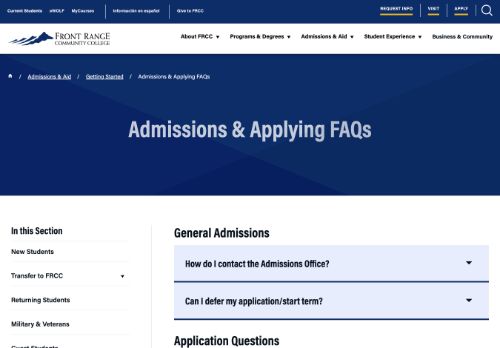 Current Students eWOLF MyCourses Información en español Give to FRCC REQUEST INFO VISIT APPLY
FRONT RANGE
COMMUNITY COLLEGE
About FRCC Programs & Degrees Admissions & Aid Student Experience Business & Community
/ Admissions & Aid / Getting Started / Admissions & Applying FAQs
Admissions & Applying FAQs
In this Section
New Students
Transfer to FRCC
Returning Students
Military & Veterans
Guest Students
General Admissions
How do I contact the Admissions Office?
Can I defer my application/start term?
Application Questions